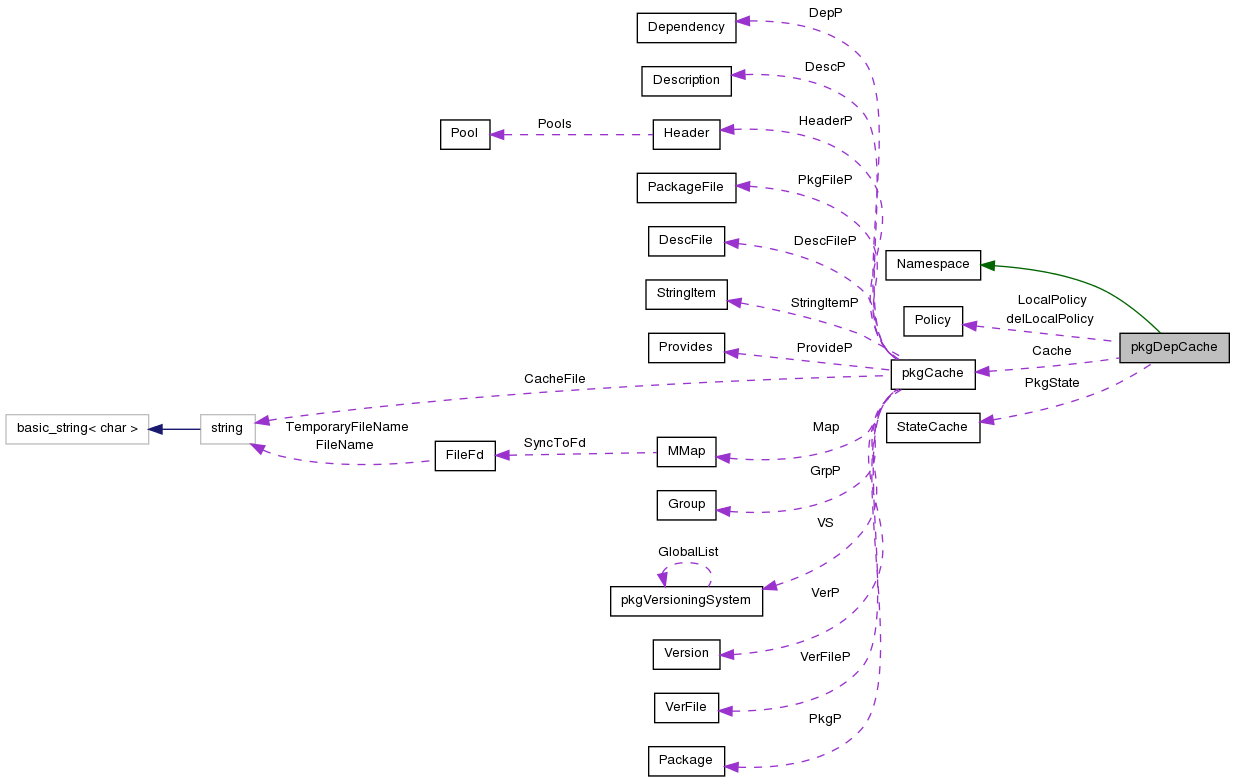 DepP
Dependency
DescP
Description
HeaderP
Pools
Pool
Header
PkgFileP
PackageFile
DescFileP
DescFile
Namespace
StringItemP
StringItem
LocalPolicy
delLocalPolicy
Policy
ProvideP
Provides
Cache
pkgDepCache
pkgCache
PkgState
CacheFile
basic_string< char >
string
TemporaryFileName
FileName
StateCache
Map
SyncToFd
FileFd
MMap
GrpP
Group
VS
GlobalList
pkgVersioningSystem
VerP
Version
VerFileP
VerFile
PkgP
Package